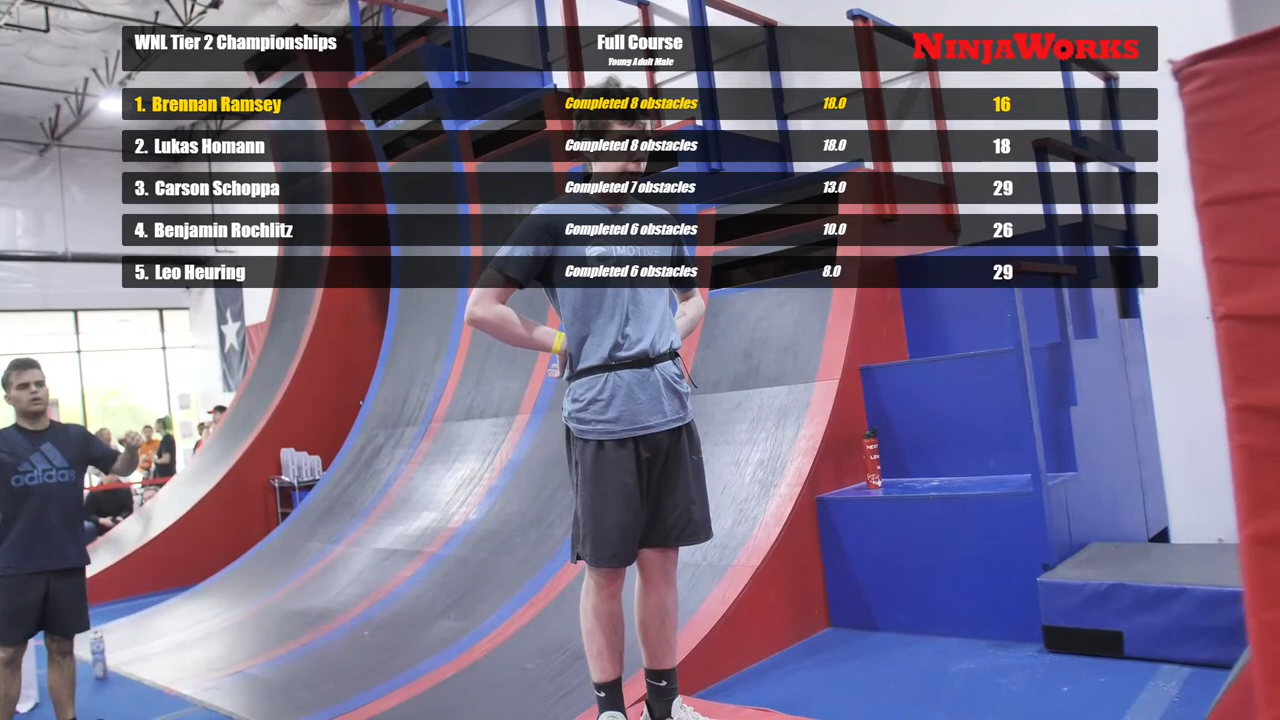 WNL Tier 2 Championships Full Course NinjaWorks
Young Adult Male
1. Brennan Ramsey Completed 8 obstacles 18.0 16
2. Lukas Homann Completed 8 obstacles 18.0 18
3. Carson Schoppa Completed 7 obstacles 13.0 29
4. Benjamin Rochlitz Completed 6 obstacles 10.0 26
5. Leo Heuring Completed 6 obstacles 8.0 29
adidas